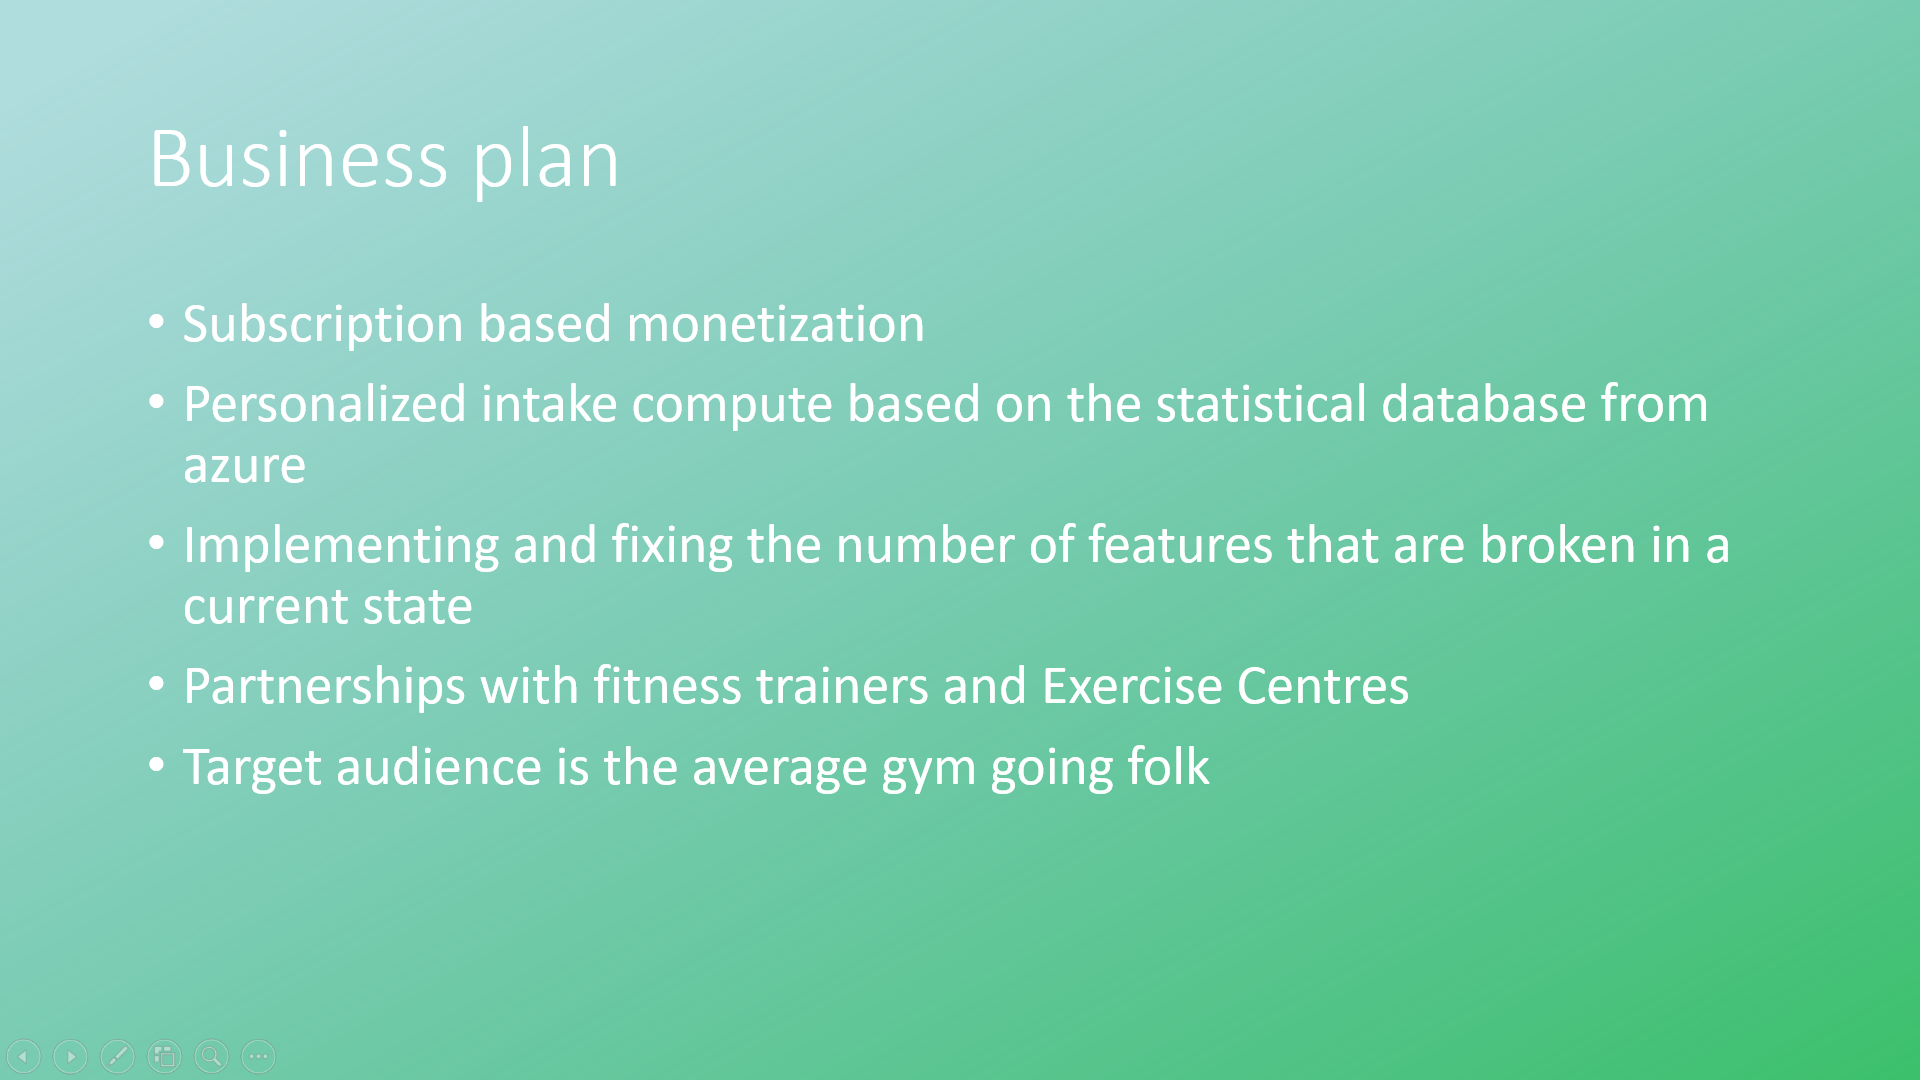 Business plan
• Subscription based monetization
• Personalized intake compute based on the statistical database from
azure
• Implementing and fixing the number of features that are broken in a
current state
• Partnerships with fitness trainers and Exercise Centres
• Target audience is the average gym going folk